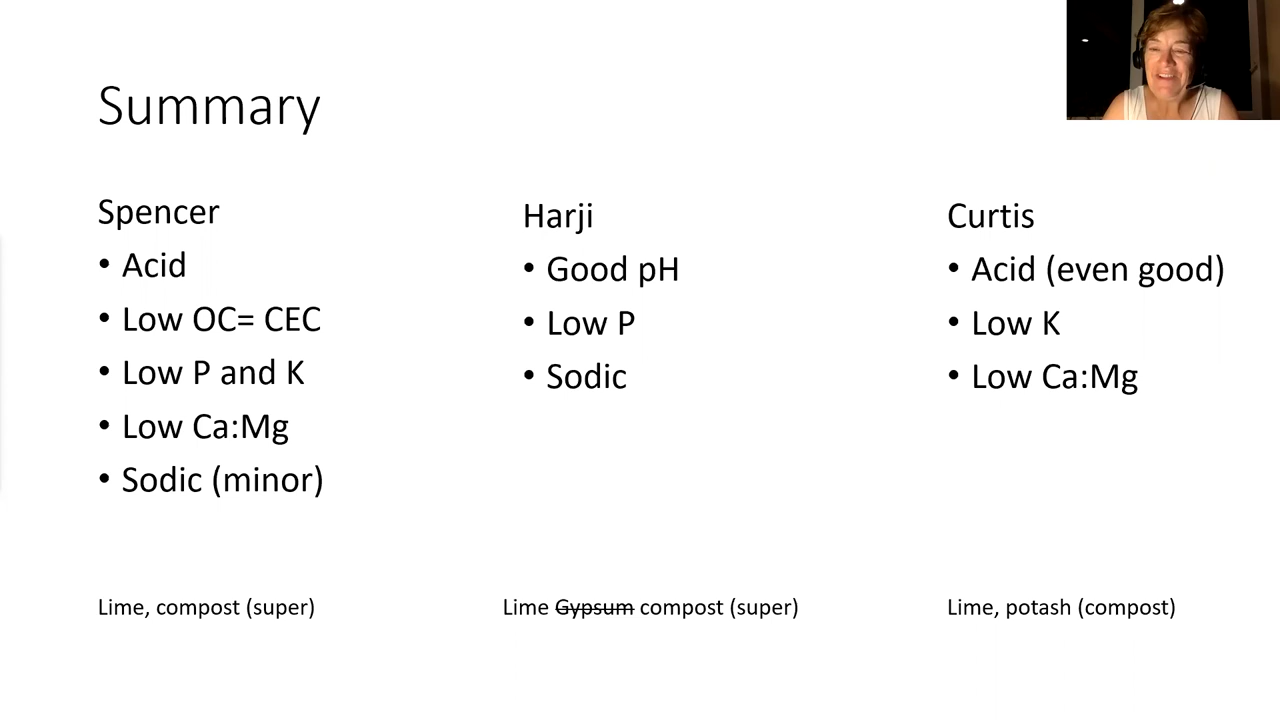 Summary
Spencer
• Acid
• Low OC= CEC
• Low P and K
• Low Ca:Mg
• Sodic (minor)
Lime, compost (super)
Harji
• Good pH
• Low P
• Sodic
Lime Gypsum compost (super)
Curtis
• Acid (even good)
• Low K
• Low Ca:Mg
Lime, potash (compost)